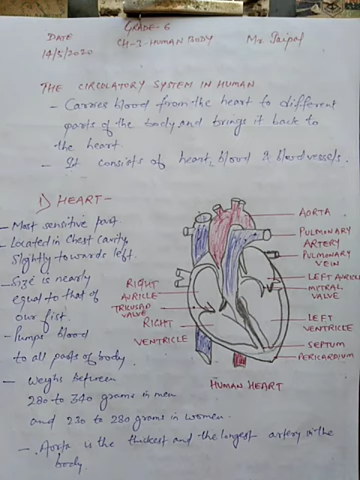 GRADE-6
DATE CH-3-HUMAN BODY Mr. Jaipal
14/5/2020
THE CIRCULATORY SYSTEM IN HUMAN
- Carries blood from the heart to different
parts of the body and brings it back to
the heart
- It consists of heart, blood & blood vessels.
1) HEART-
- Most sensitive part
- Located in Chest cavity,
Slightly towards left.
- Size is nearly
equal to that of
our fist.
- Pumps blood
to all parts of body.
- Weighs between
280 to 340 grams in men
and 230 to 280 grams in women.
- Aorta is the thickest and the longest artery in the
body.
AORTA
PULMONARY
ARTERY
PULMONARY
VEIN
LEFT AURICLE
MITRAL
VALVE
LEFT
VENTRICLE
SEPTUM
PERICARDIUM
RIGHT
AURICLE
TRICUSPID
VALVE
RIGHT
VENTRICLE
HUMAN HEART